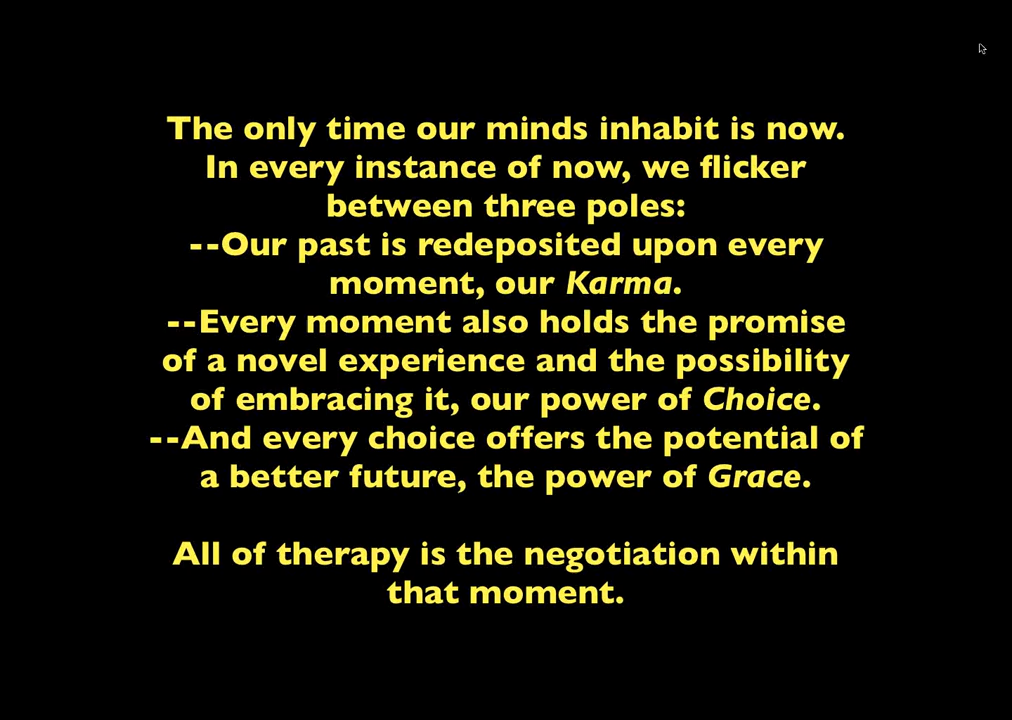 The only time our minds inhabit is now.
In every instance of now, we flicker
between three poles:
--Our past is redeposited upon every
moment, our Karma.
--Every moment also holds the promise
of a novel experience and the possibility
of embracing it, our power of Choice.
--And every choice offers the potential of
a better future, the power of Grace.
All of therapy is the negotiation within
that moment.